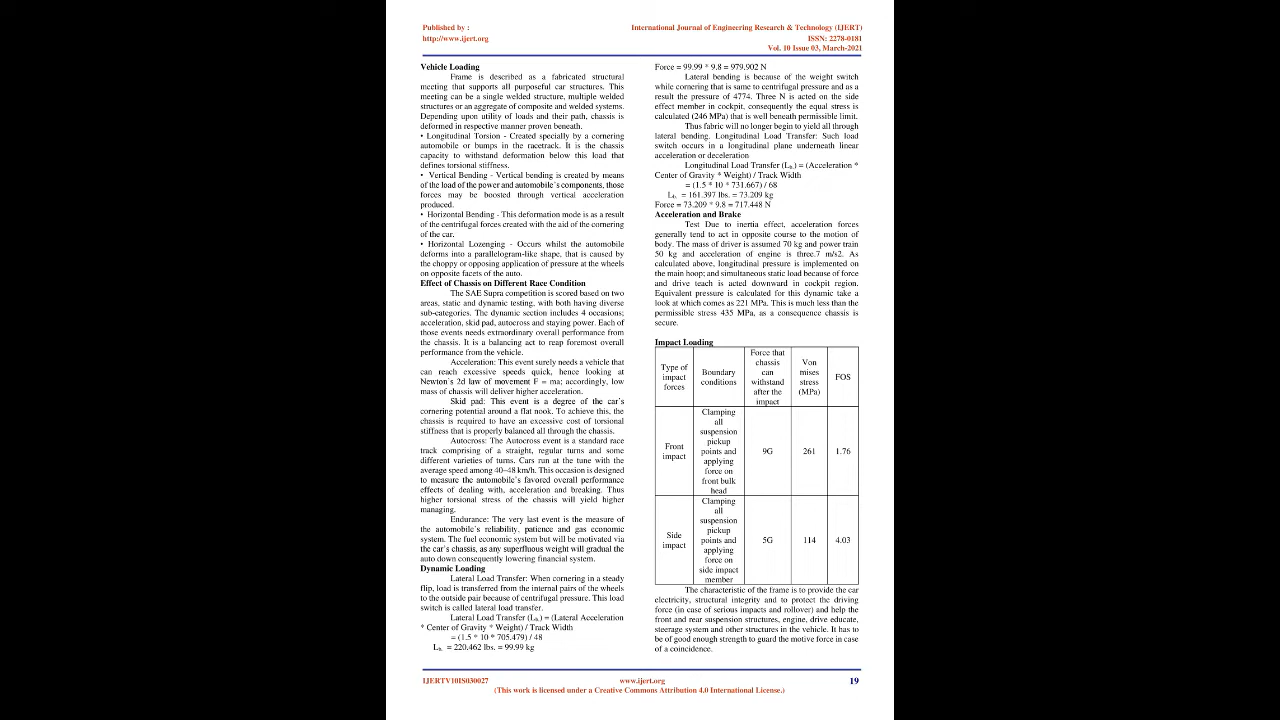 Published by :
International Journal of Engineering Research & Technology (IJERT)
http://www.ijert.org
ISSN: 2278-0181
Vol. 10 Issue 03, March-2021
Vehicle Loading
Frame is described as a fabricated structural
meeting that supports all purposeful car structures. This
meeting can be a single welded structure, multiple welded
structures or an aggregate of composite and welded systems.
Depending upon utility of loads and their path, chassis is
deformed in respective manner proven beneath.
• Longitudinal Torsion - Created specially by a cornering
automobile or bumps in the racetrack. It is the chassis
capacity to withstand deformation below this load that
defines torsional stiffness.
• Vertical Bending - Vertical bending is created by means
of the load of the power and automobile's components, those
forces may be boosted through vertical acceleration
produced.
• Horizontal Bending - This deformation mode is as a result
of the centrifugal forces created with the aid of the cornering
of the car.
• Horizontal Lozenging - Occurs whilst the automobile
deforms into a parallelogram-like shape, that is caused by
the choppy or opposing application of pressure at the wheels
on opposite facets of the auto.
Effect of Chassis on Different Race Condition
The SAE Supra competition is scored based on two
areas, static and dynamic testing, with both having diverse
sub-categories. The dynamic section includes 4 occasions;
acceleration, skid pad, autocross and staying power. Each of
those events needs extraordinary overall performance from
the chassis. It is a balancing act to reap foremost overall
performance from the vehicle.
Acceleration: This event surely needs a vehicle that
can reach excessive speeds quick, hence looking at
Newton's 2d law of movement F = ma; accordingly, low
mass of chassis will deliver higher acceleration.
Skid pad: This event is a degree of the car's
cornering potential around a flat nook. To achieve this, the
chassis is required to have an excessive cost of torsional
stiffness that is properly balanced all through the chassis.
Autocross: The Autocross event is a standard race
track comprising of a straight, regular turns and some
different varieties of turns. Cars run at the tune with the
average speed among 40–48 km/h. This occasion is designed
to measure the automobile's favored overall performance
effects of dealing with, acceleration and breaking. Thus
higher torsional stress of the chassis will yield higher
managing.
Endurance: The very last event is the measure of
the automobile's reliability, patience and gas economic
system. The fuel economic system but will be motivated via
the car's chassis, as any superfluous weight will gradual the
auto down consequently lowering financial system.
Dynamic Loading
Lateral Load Transfer: When cornering in a steady
flip, load is transferred from the internal pairs of the wheels
to the outside pair because of centrifugal pressure. This load
switch is called lateral load transfer.
Lateral Load Transfer (Lₕ) = (Lateral Acceleration
* Center of Gravity * Weight) / Track Width
= (1.5 * 10 * 705.479) / 48
Lₕ = 220.462 lbs. = 99.99 kg
Force = 99.99 * 9.8 = 979.902 N
Lateral bending is because of the weight switch
while cornering that is same to centrifugal pressure and as a
result the pressure of 4774. Three N is acted on the side
effect member in cockpit, consequently the equal stress is
calculated (246 MPa) that is well beneath permissible limit.
Thus fabric will no longer begin to yield all through
lateral bending. Longitudinal Load Transfer: Such load
switch occurs in a longitudinal plane underneath linear
acceleration or deceleration
Longitudinal Load Transfer (Lₕ) = (Acceleration *
Center of Gravity * Weight) / Track Width
= (1.5 * 10 * 731.667) / 68
Lₕ = 161.397 lbs. = 73.209 kg
Force = 73.209 * 9.8 = 717.448 N
Acceleration and Brake
Test Due to inertia effect, acceleration forces
generally tend to act in opposite course to the motion of
body. The mass of driver is assumed 70 kg and power train
50 kg and acceleration of engine is three.7 m/s2. As
calculated above, longitudinal pressure is implemented on
the main hoop; and simultaneous static load because of force
and drive teach is acted downward in cockpit region.
Equivalent pressure is calculated for this dynamic take a
look at which comes as 221 MPa. This is much less than the
permissible stress 435 MPa, as a consequence chassis is
secure.
Impact Loading
Type of
impact
forces
Boundary
conditions
Force that
chassis
can
withstand
after the
impact
Von
mises
stress
(MPa)
FOS
Front
impact
Clamping
all
suspension
pickup
points and
applying
force on
front bulk
head
9G
261
1.76
Side
impact
Clamping
all
suspension
pickup
points and
applying
force on
side impact
member
5G
114
4.03
The characteristic of the frame is to provide the car
electricity, structural integrity and to protect the driving
force (in case of serious impacts and rollover) and help the
front and rear suspension structures, engine, drive educate,
steerage system and other structures in the vehicle. It has to
be of good enough strength to guard the motive force in case
of a coincidence.
IJERTV10IS030027
www.ijert.org
19
(This work is licensed under a Creative Commons Attribution 4.0 International License.)